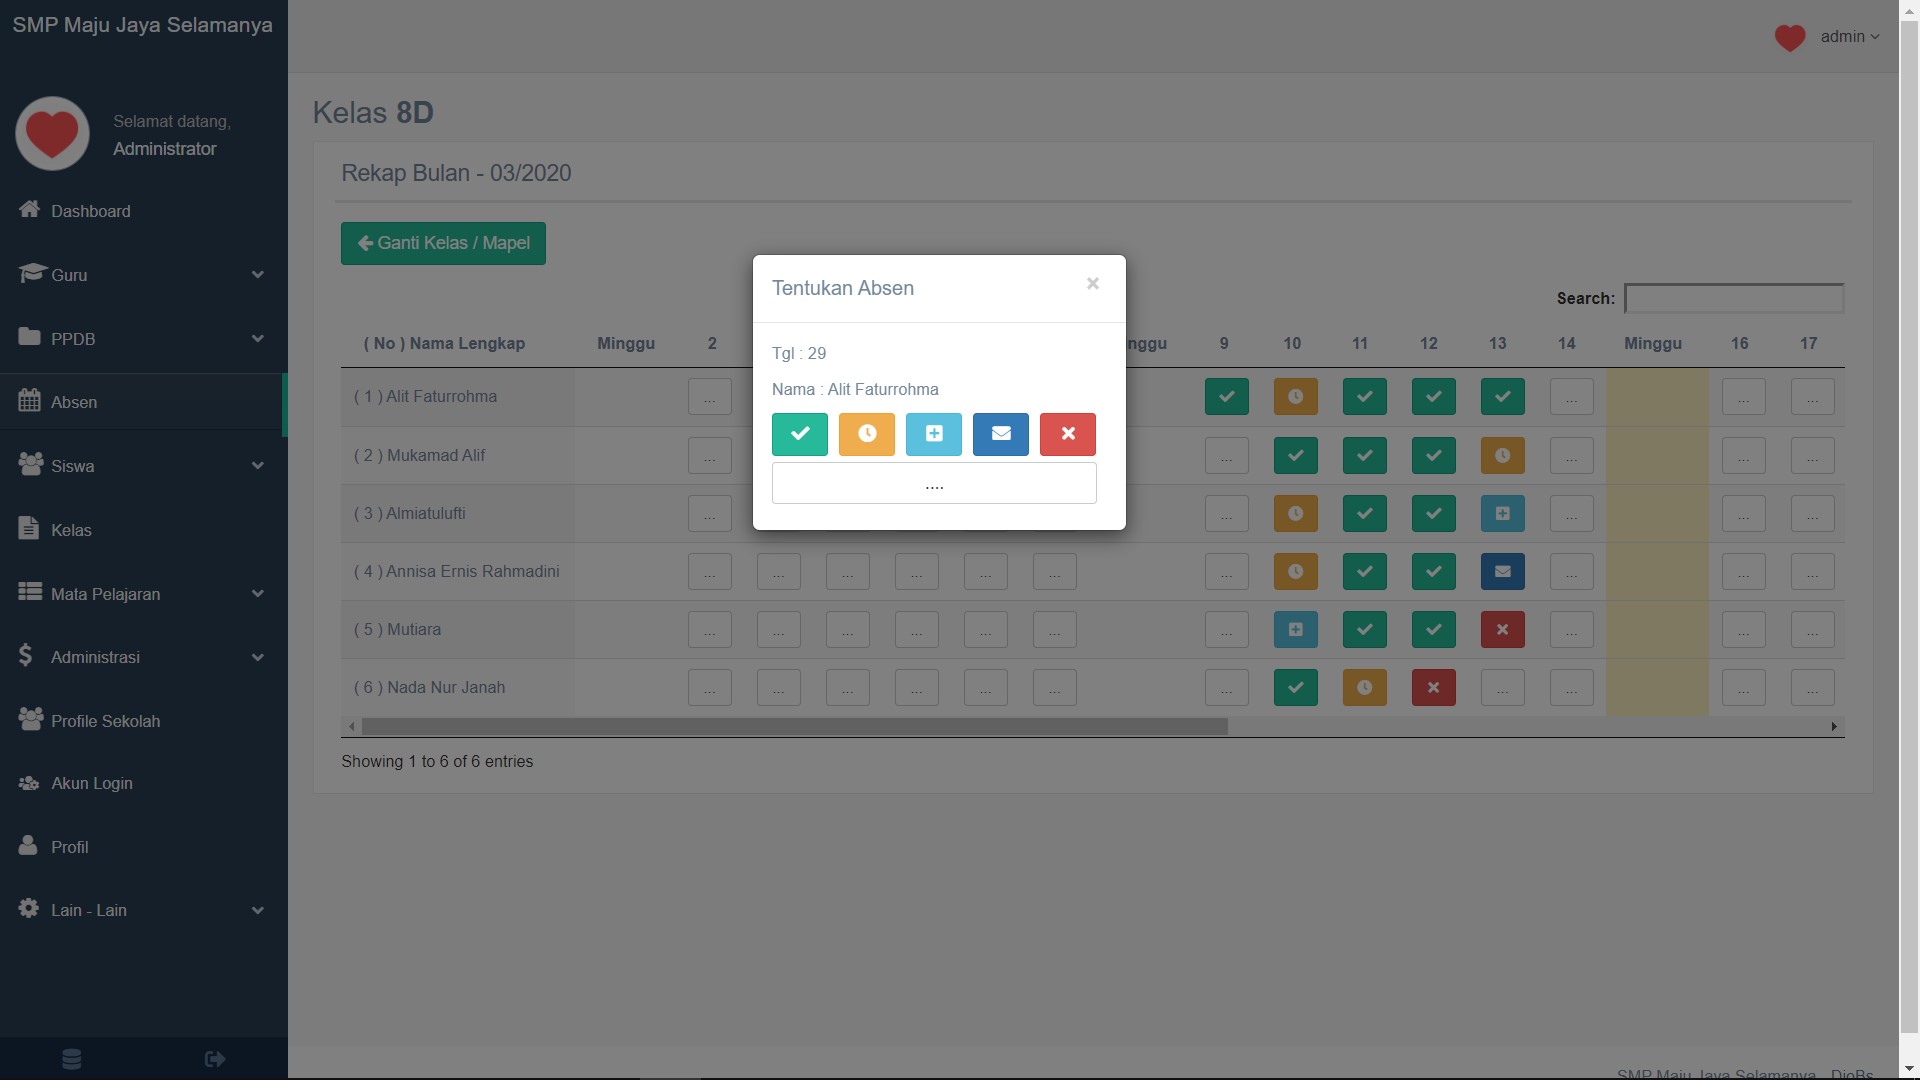 SMP Maju Jaya Selamanya
admin
Selamat datang,
Administrator
Dashboard
Guru
PPDB
Absen
Siswa
Kelas
Mata Pelajaran
Administrasi
Profile Sekolah
Akun Login
Profil
Lain - Lain
Kelas 8D
Rekap Bulan - 03/2020
Ganti Kelas / Mapel
Search:
( No ) Nama Lengkap Minggu 2 nggu 9 10 11 12 13 14 Minggu 16 17
( 1 ) Alit Faturrohma ... ... ... ...
( 2 ) Mukamad Alif ... ... ... ... ...
( 3 ) Almiatulufti ... ... ... ... ...
( 4 ) Annisa Ernis Rahmadini ... ... ... ... ... ... ... ... ... ...
( 5 ) Mutiara ... ... ... ... ... ... ... ... ... ...
( 6 ) Nada Nur Janah ... ... ... ... ... ... ... ... ... ... ...
Showing 1 to 6 of 6 entries
Tentukan Absen ×
Tgl : 29
Nama : Alit Faturrohma
....
SMP Maju Jaya Selamanya - DioBs